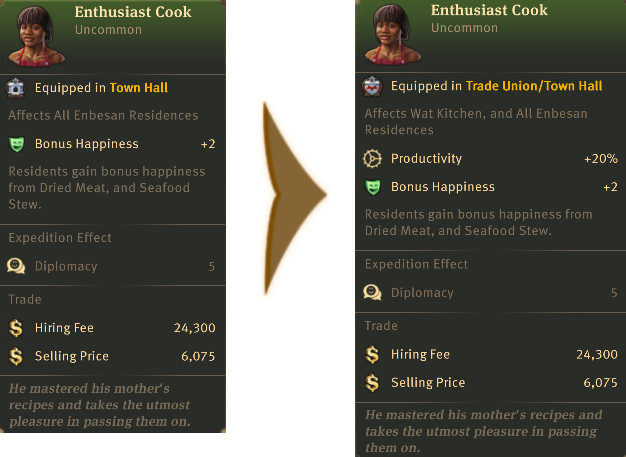 Enthusiast Cook
Uncommon
Equipped in Town Hall
Affects All Enbesan Residences
Bonus Happiness +2
Residents gain bonus happiness
from Dried Meat, and Seafood
Stew.
Expedition Effect
Diplomacy 5
Trade
Hiring Fee 24,300
Selling Price 6,075
He mastered his mother's
recipes and takes the utmost
pleasure in passing them on.
Enthusiast Cook
Uncommon
Equipped in Trade Union/Town Hall
Affects Wat Kitchen, and All Enbesan
Residences
Productivity +20%
Bonus Happiness +2
Residents gain bonus happiness from
Dried Meat, and Seafood Stew.
Expedition Effect
Diplomacy 5
Trade
Hiring Fee 24,300
Selling Price 6,075
He mastered his mother's recipes and
takes the utmost pleasure in passing
them on.